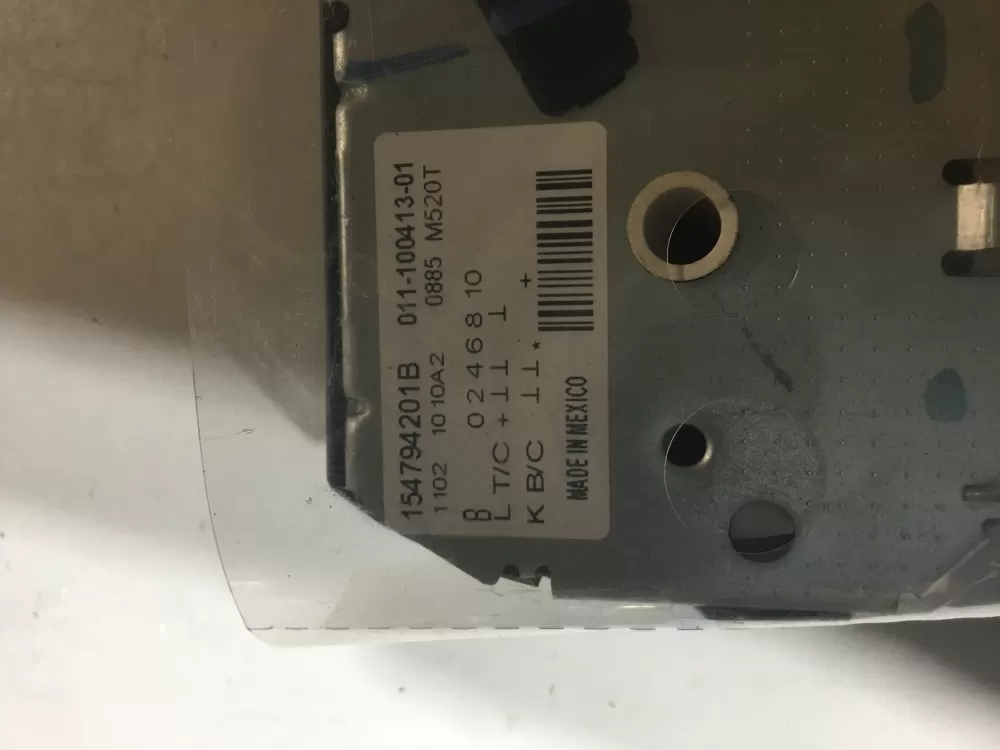 154794201B 011-100413-01
1102 1010A2 0885 M520T
B 0 2 4 6 8 10
L T/C + ⊥ ⊥ ⊥ ⊥
K B/C ⊥ ⊥ * +
MADE IN MEXICO